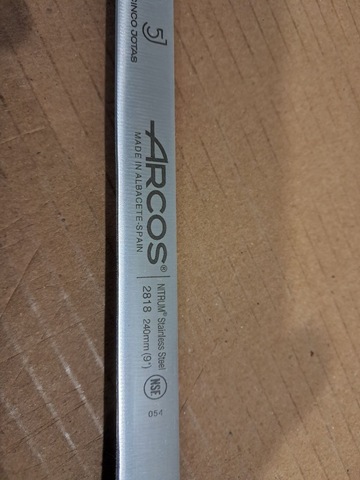 5J
CINCO JOTAS
ARCOS®
MADE IN ALBACETE-SPAIN
NITRUM® Stainless Steel
2818 240mm (9")
NSF
054